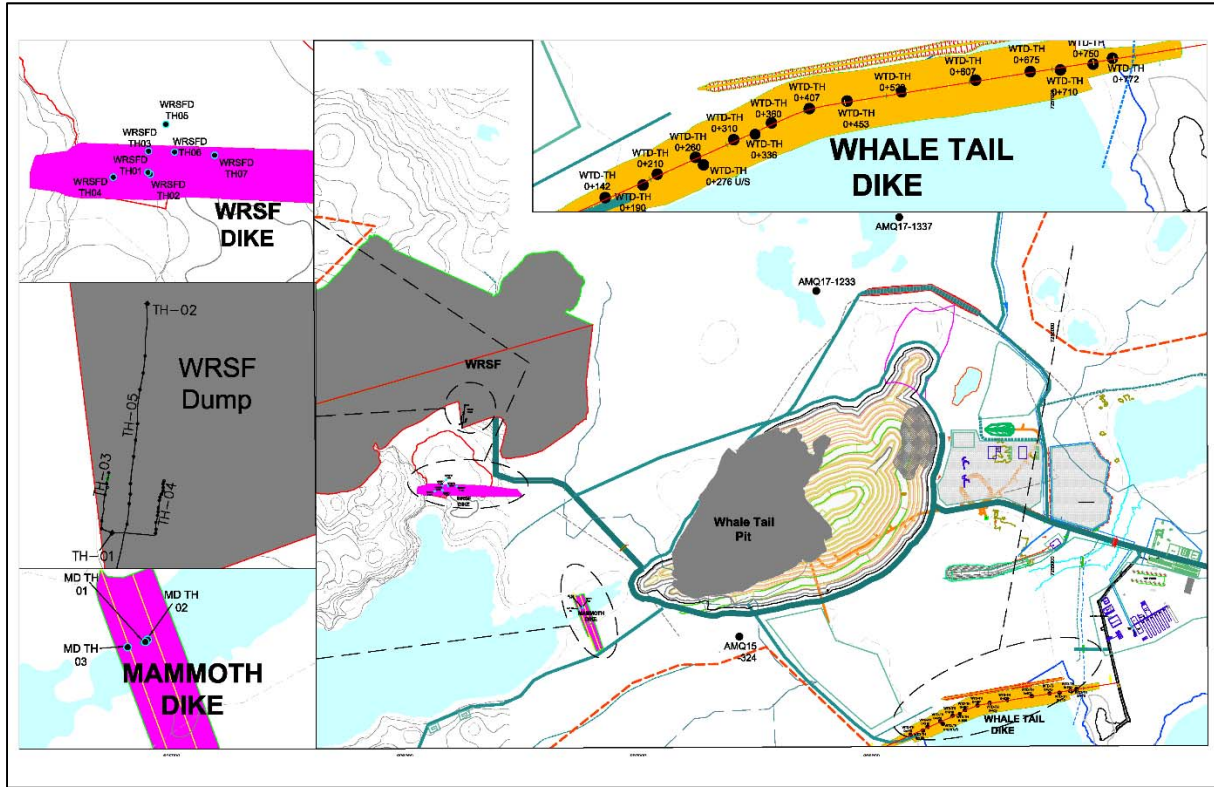 WRSFD
TH05
WRSFD
TH03
WRSFD
TH06
WRSFD
TH01
WRSFD
TH04
WRSFD
TH02
WRSFD
TH07
WRSF
DIKE
TH-02
WRSF
Dump
TH-05
TH-03
TH-04
TH-01
MD TH
01
MD TH
02
MD TH
03
MAMMOTH
DIKE
WTD-TH
0+142
WTD-TH
0+190
WTD-TH
0+210
WTD-TH
0+260
WTD-TH
0+276 U/S
WTD-TH
0+310
WTD-TH
0+336
WTD-TH
0+360
WTD-TH
0+407
WTD-TH
0+453
WTD-TH
WTD-TH
0+607
WTD-TH
0+675
WTD-TH
0+710
WTD-TH
0+750
WTD-TH
0+772
WHALE TAIL
DIKE
AMQ17-1337
AMQ17-1233
WRSF
WRSF
DIKE
Whale Tail
Pit
MAMMOTH
DIKE
AMQ15
-324
WHALE TAIL
DIKE